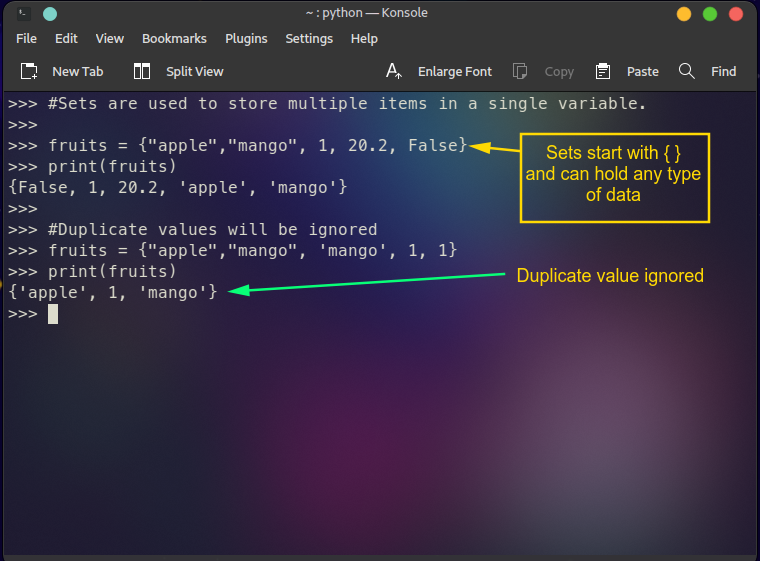 ~ : python — Konsole
File Edit View Bookmarks Plugins Settings Help
New Tab Split View Enlarge Font Copy Paste Find
>>> #Sets are used to store multiple items in a single variable.
>>>
>>> fruits = {"apple","mango", 1, 20.2, False}
>>> print(fruits)
{False, 1, 20.2, 'apple', 'mango'}
>>>
>>> #Duplicate values will be ignored
>>> fruits = {"apple","mango", 'mango', 1, 1}
>>> print(fruits)
{'apple', 1, 'mango'}
>>>
Sets start with { }
and can hold any type
of data
Duplicate value ignored